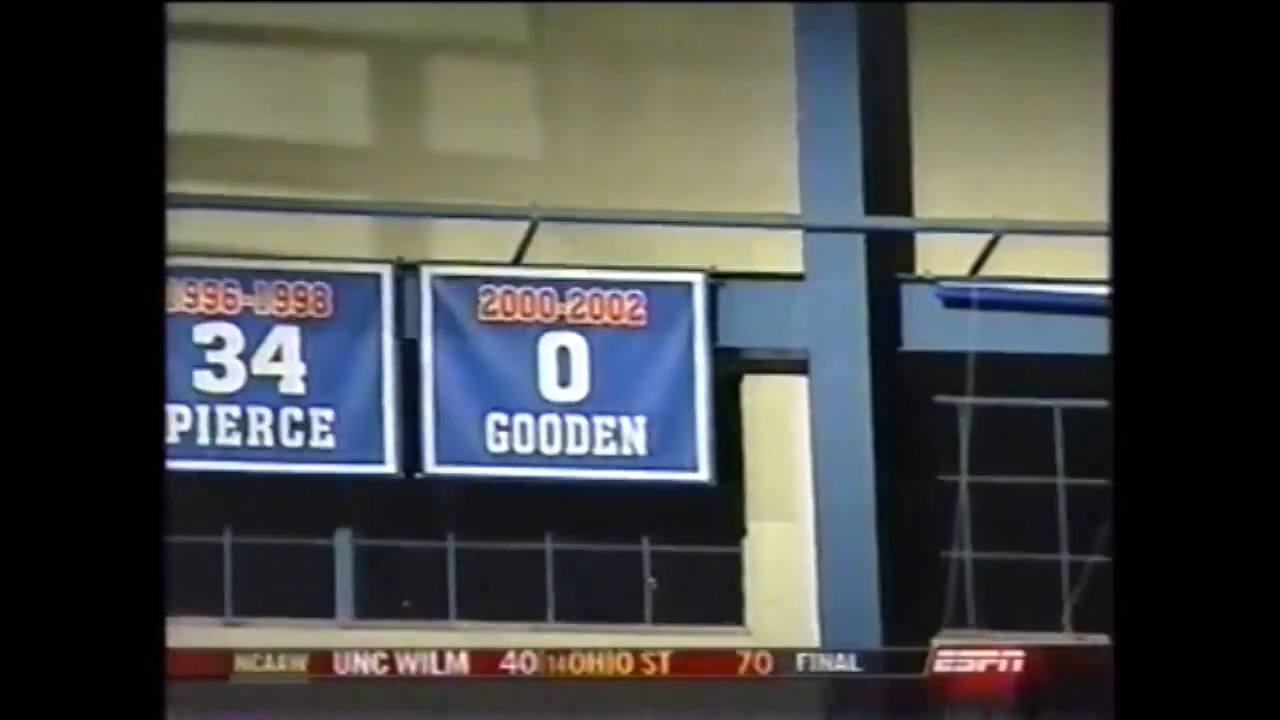 1996-1998
34
PIERCE
2000-2002
0
GOODEN
NCAAW UNC WILM 40 14 OHIO ST 70 FINAL ESPN